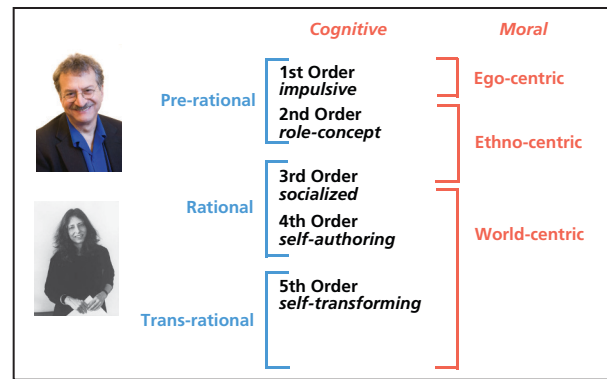 Cognitive Moral
1st Order
impulsive
Ego-centric
Pre-rational
2nd Order
role-concept
Ethno-centric
3rd Order
socialized
Rational
4th Order
self-authoring
World-centric
5th Order
self-transforming
Trans-rational